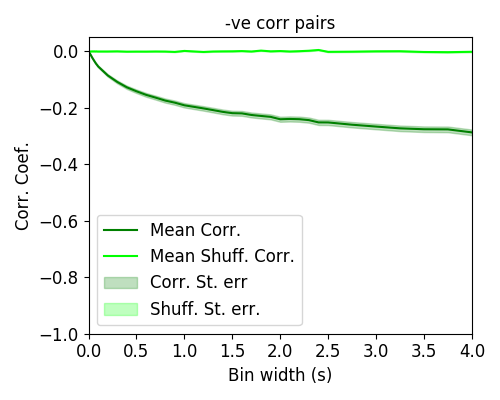 -ve corr pairs
0.0
−0.2
−0.4
−0.6
−0.8
−1.0
Corr. Coef.
Mean Corr.
Mean Shuff. Corr.
Corr. St. err
Shuff. St. err.
0.0 0.5 1.0 1.5 2.0 2.5 3.0 3.5 4.0
Bin width (s)